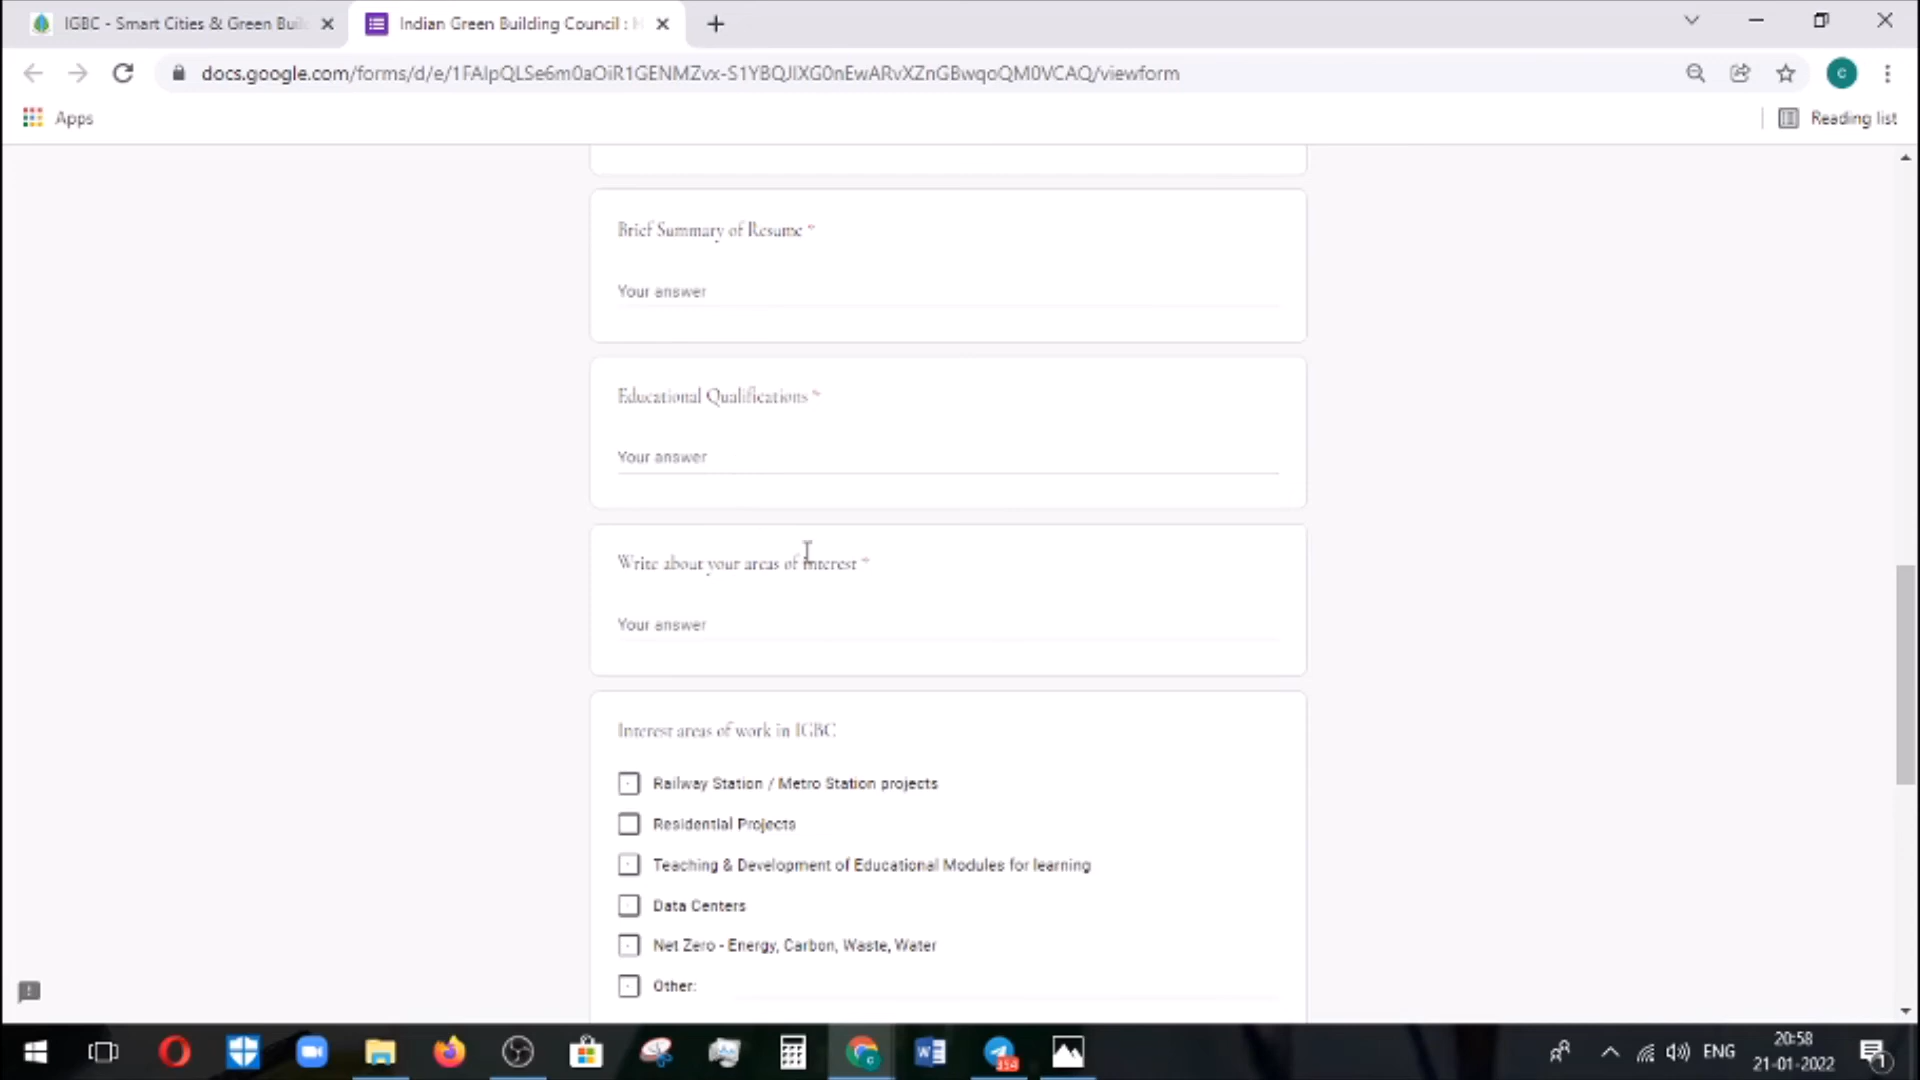 IGBC - Smart Cities & Green Buil
Indian Green Building Council : H
docs.google.com/forms/d/e/1FAIpQLSe6m0aOiR1GENMZvx-S1YBQJIXG0nEwARvXZnGBwqoQM0VCAQ/viewform
c
Apps
Reading list
Brief Summary of Resume *
Your answer
Educational Qualifications *
Your answer
Write about your areas of interest *
Your answer
Interest areas of work in IGBC
Railway Station / Metro Station projects
Residential Projects
Teaching & Development of Educational Modules for learning
Data Centers
Net Zero - Energy, Carbon, Waste, Water
Other:
ENG
20:58
21-01-2022
1